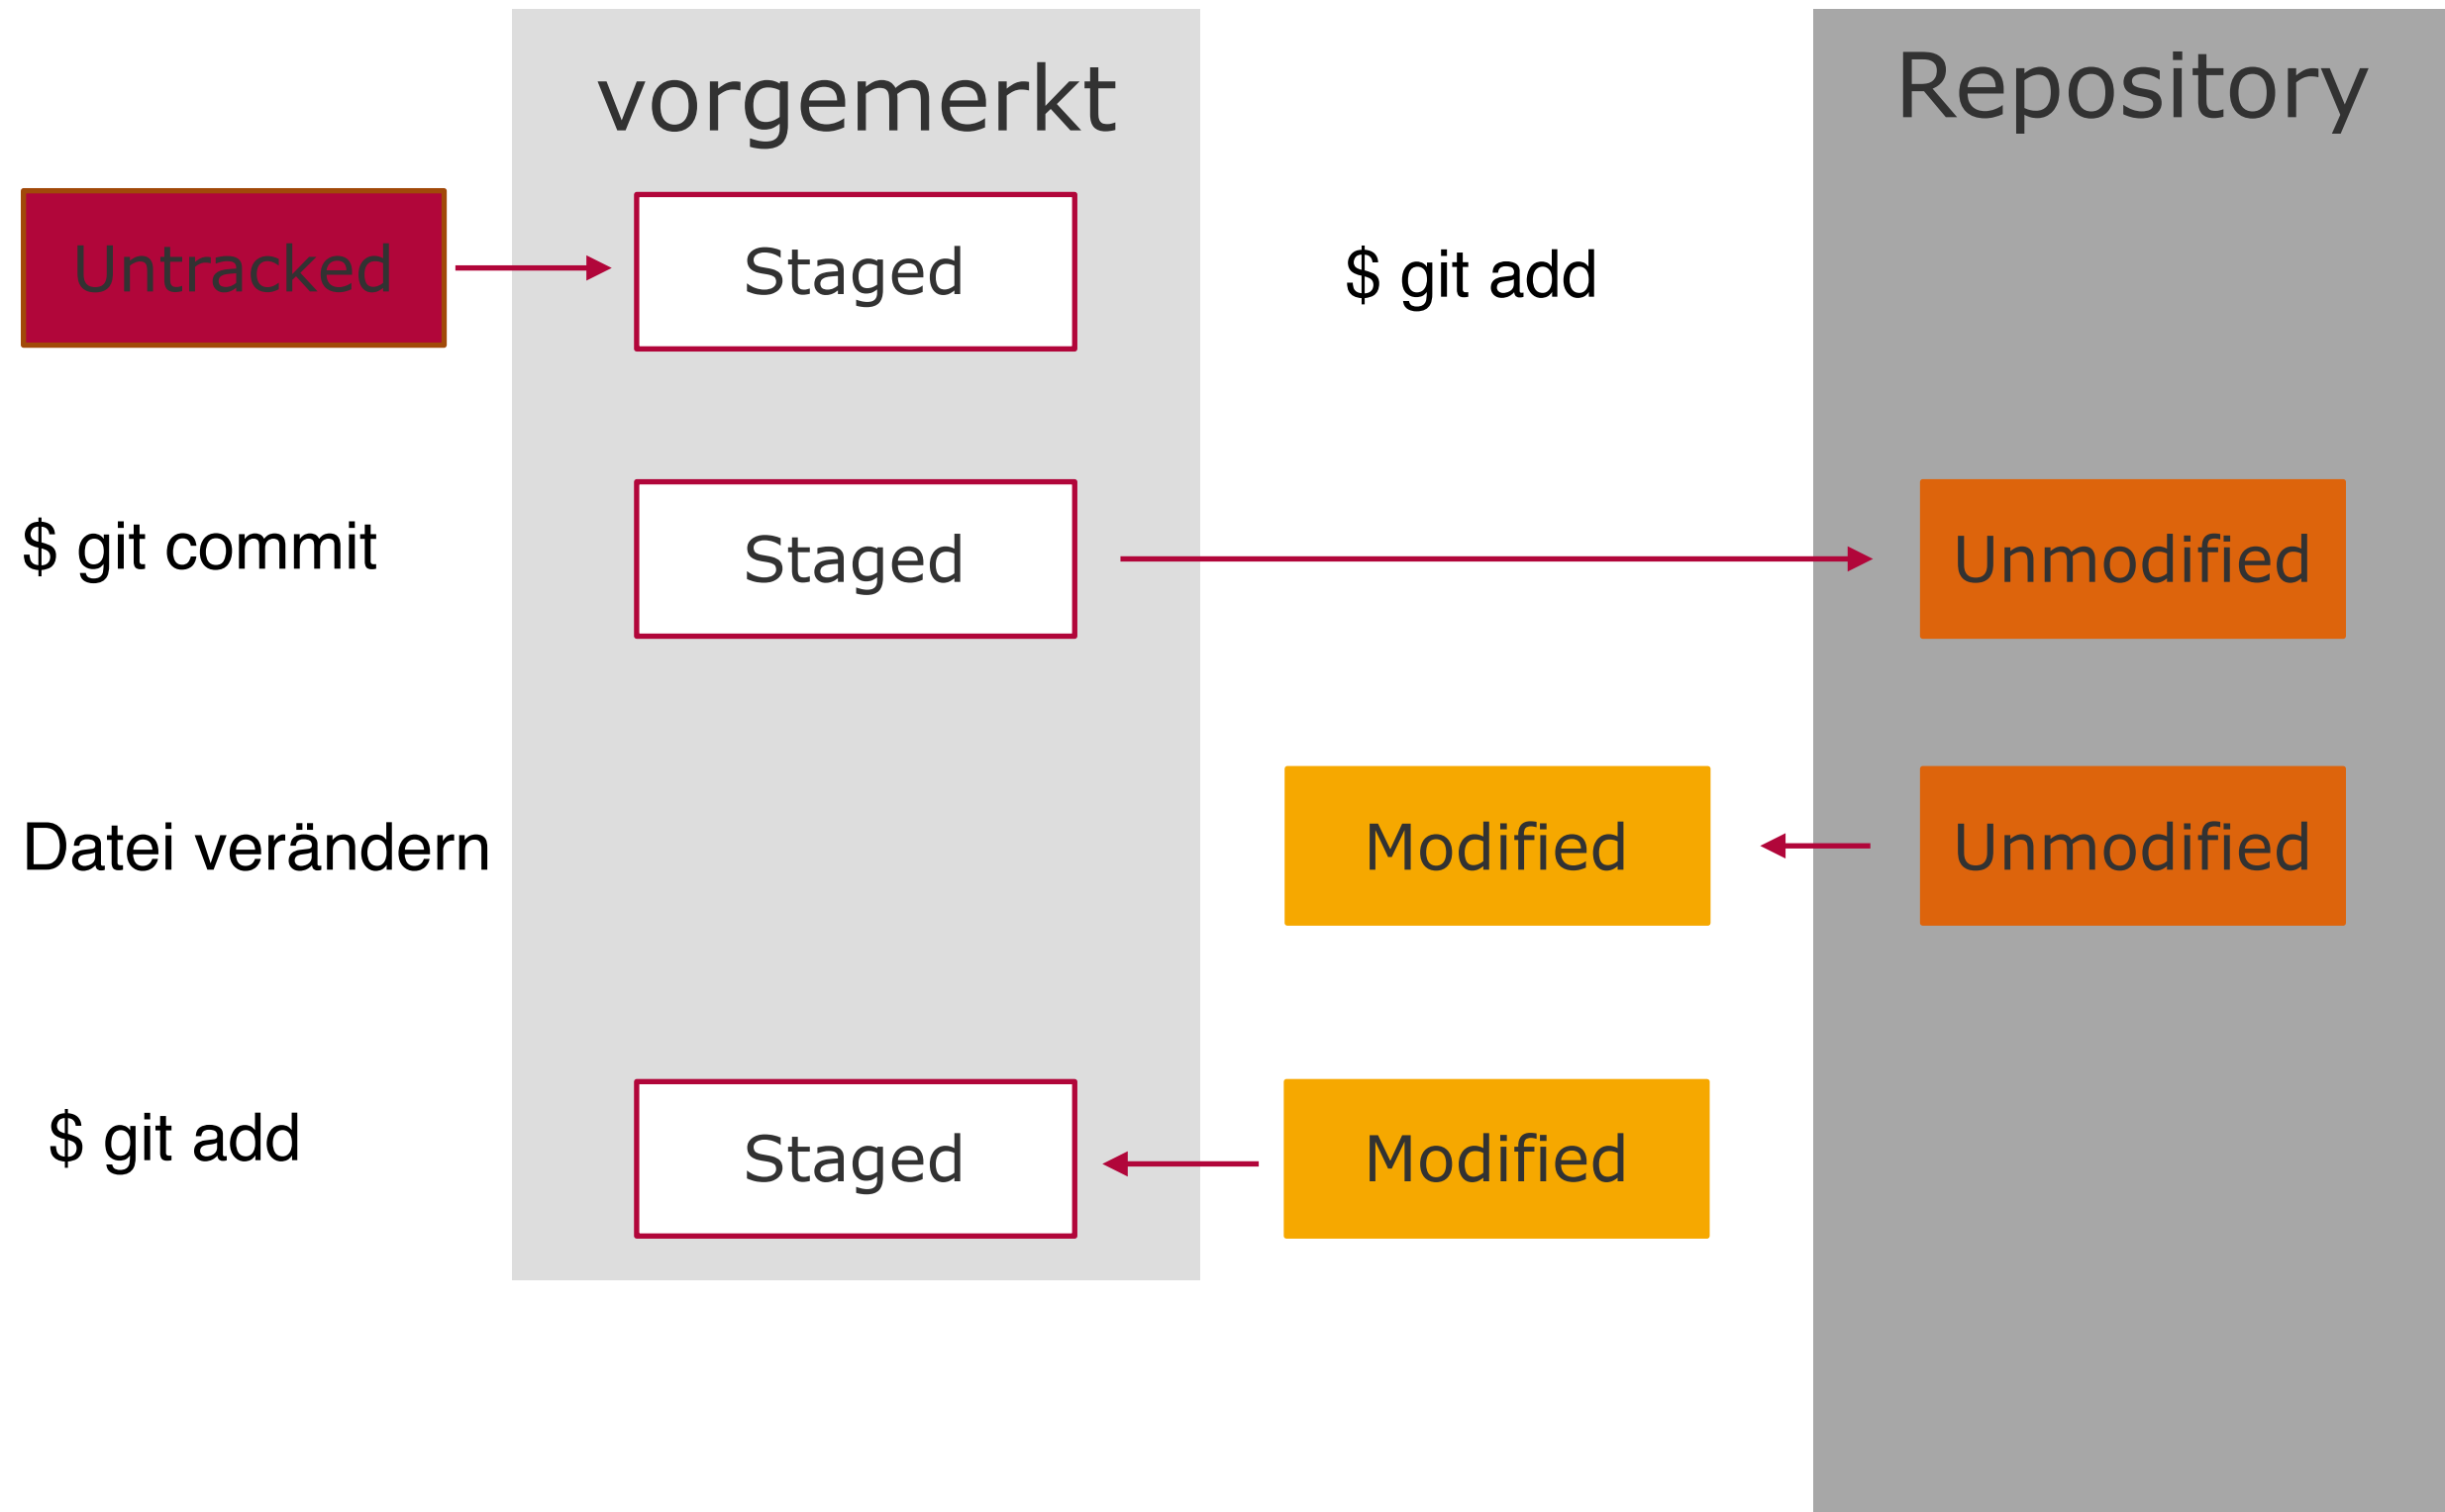 vorgemerkt
Repository
Untracked
Staged
$ git add
$ git commit
Staged
Unmodified
Datei verändern
Modified
Unmodified
$ git add
Staged
Modified